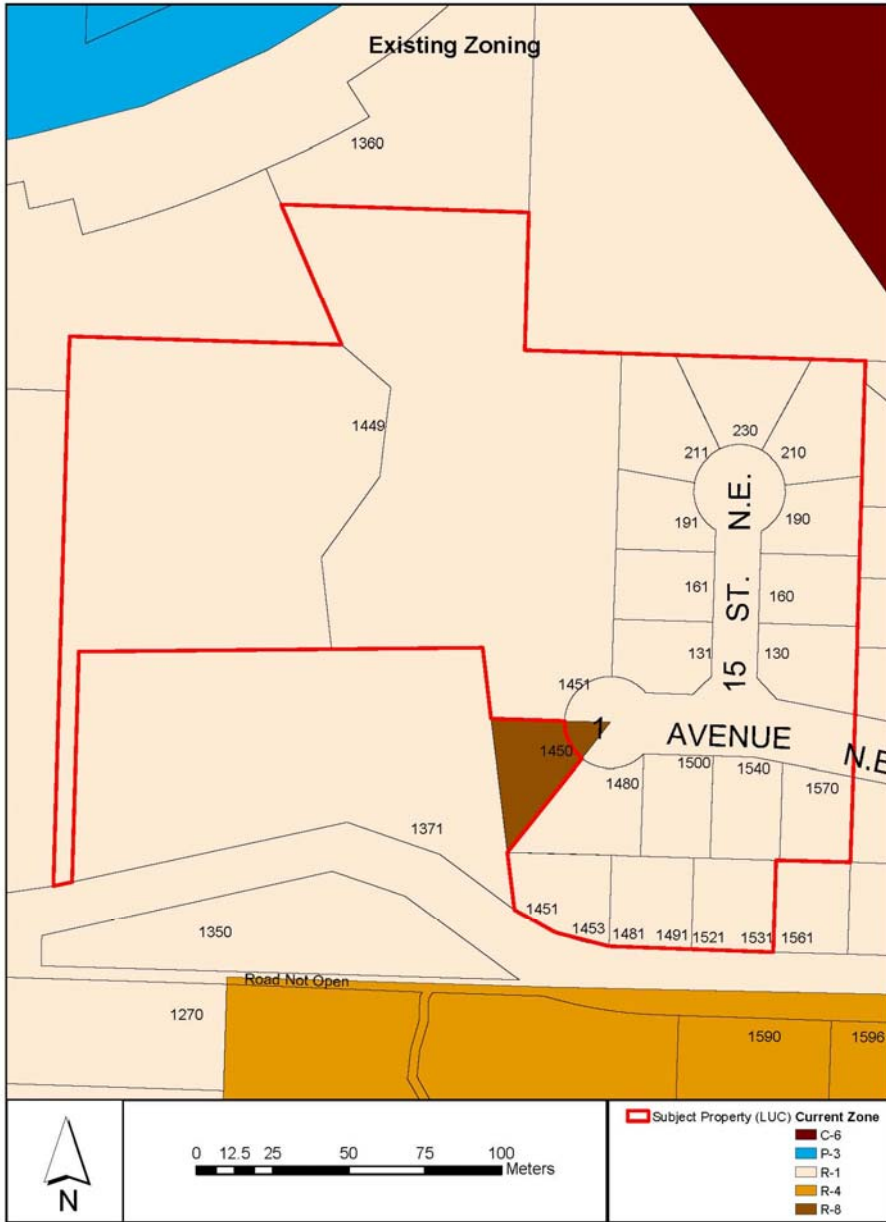 Existing Zoning
1360
1449
230
211
210
191
190
161
160
131
130
15 ST. N.E.
1451
1
1450
AVENUE
N.E
1480
1500
1540
1570
1371
1451
1453
1481
1491
1521
1531
1561
1350
Road Not Open
1270
1590
1596
N
0 12.5 25 50 75 100
Meters
Subject Property (LUC) Current Zone
C-6
P-3
R-1
R-4
R-8